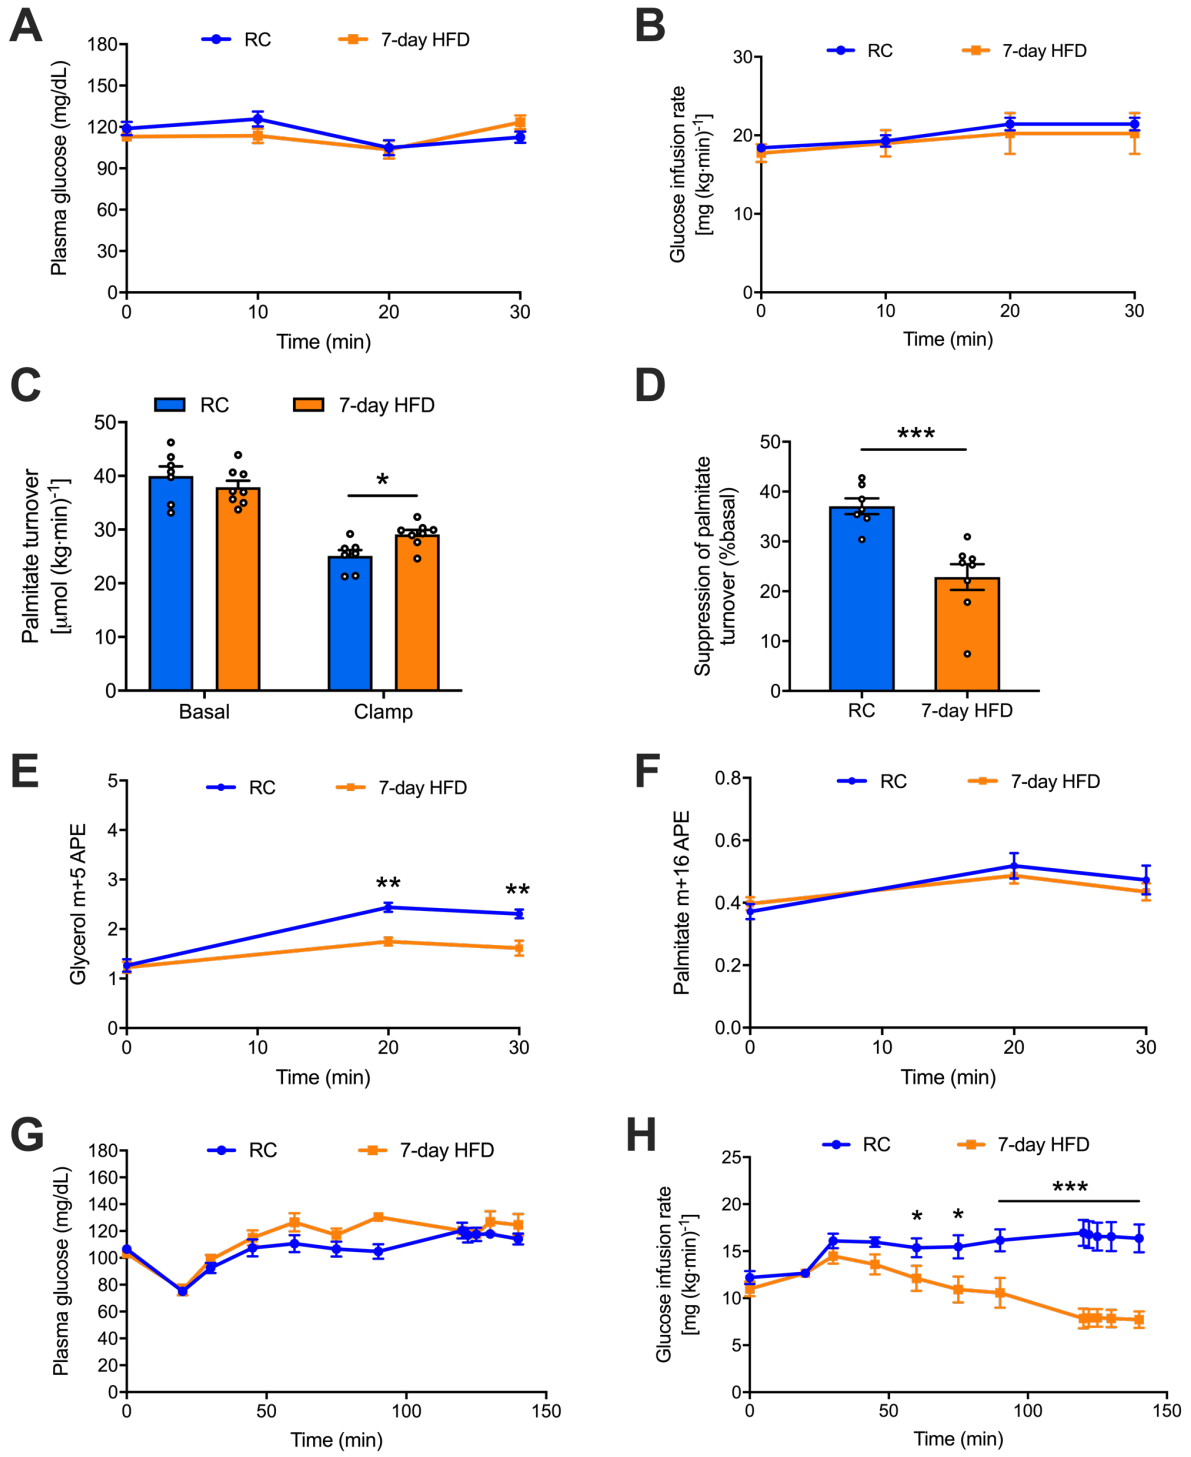 A
RC
7-day HFD
Plasma glucose (mg/dL)
180
150
120
90
60
30
0
0 10 20 30
Time (min)
B
RC
7-day HFD
Glucose infusion rate
[mg (kg·min)⁻¹]
30
20
10
0
0 10 20 30
Time (min)
C
RC
7-day HFD
Palmitate turnover
[µmol (kg·min)⁻¹]
50
40
30
20
10
0
*
Basal Clamp
D
Suppression of palmitate
turnover (%basal)
50
40
30
20
10
0
***
RC 7-day HFD
E
RC
7-day HFD
Glycerol m+5 APE
5
4
3
2
1
0
** **
0 10 20 30
Time (min)
F
RC
7-day HFD
Palmitate m+16 APE
0.8
0.6
0.4
0.2
0.0
0 10 20 30
Time (min)
G
RC
7-day HFD
Plasma glucose (mg/dL)
180
160
140
120
100
80
60
40
20
0
0 50 100 150
Time (min)
H
RC
7-day HFD
Glucose infusion rate
[mg (kg·min)⁻¹]
25
20
15
10
5
0
* * ***
0 50 100 150
Time (min)